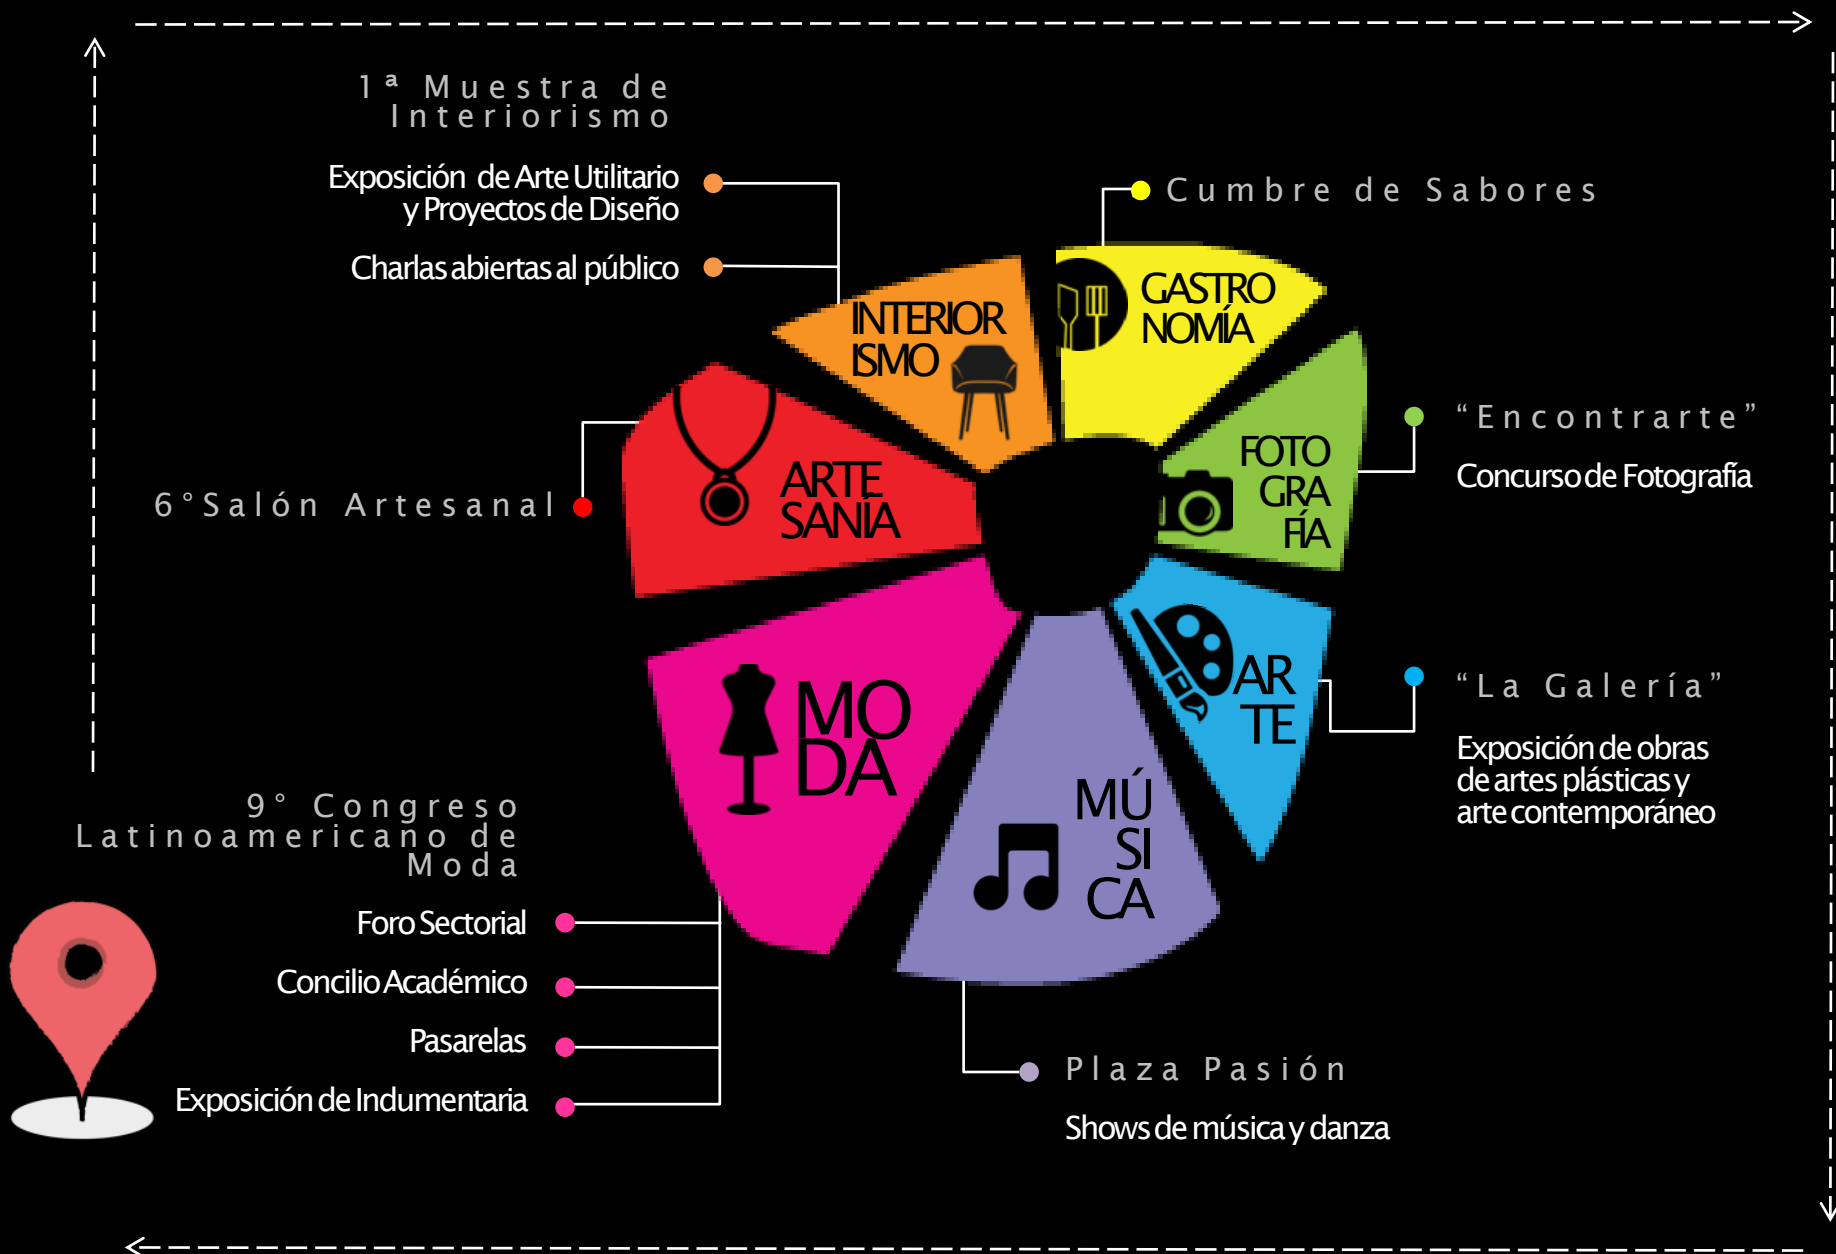 1ª Muestra de
Interiorismo
Exposición de Arte Utilitario
y Proyectos de Diseño
Charlas abiertas al público
Cumbre de Sabores
INTERIOR
ISMO
GASTRO
NOMÍA
"Encontrarte"
Concurso de Fotografía
FOTO
GRA
FÍA
6°Salón Artesanal
ARTE
SANÍA
AR
TE
"La Galería"
Exposición de obras
de artes plásticas y
arte contemporáneo
MO
DA
MÚ
SI
CA
9° Congreso
Latinoamericano de
Moda
Foro Sectorial
Concilio Académico
Pasarelas
Exposición de Indumentaria
Plaza Pasión
Shows de música y danza